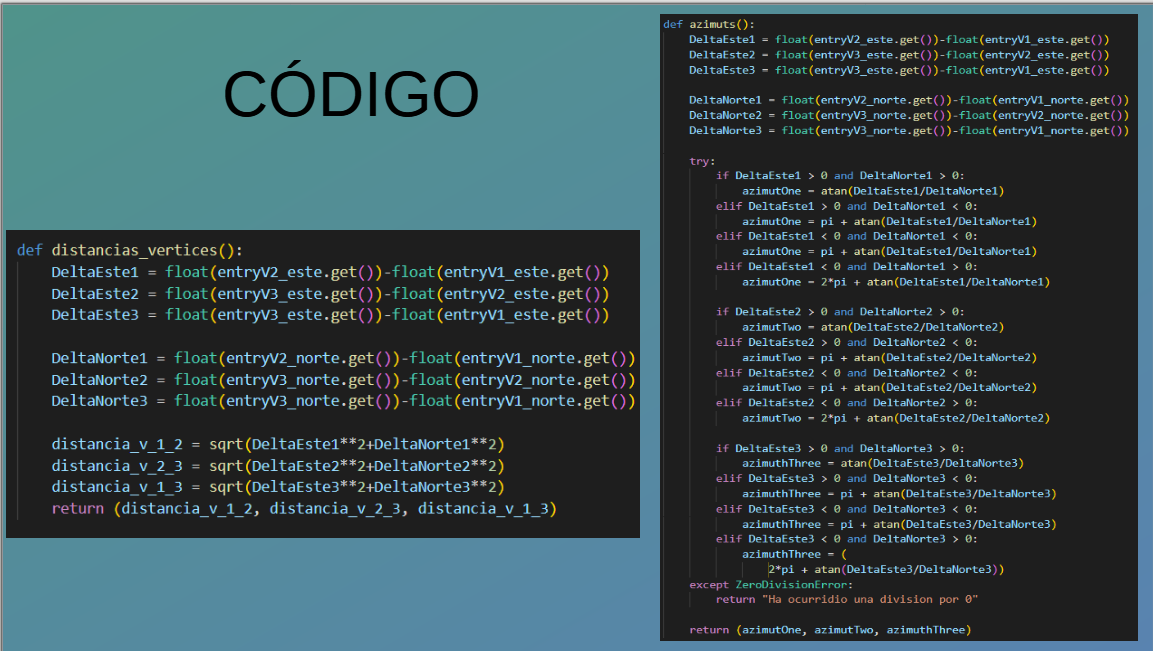 CÓDIGO
def distancias_vertices():
    DeltaEste1 = float(entryV2_este.get())-float(entryV1_este.get())
    DeltaEste2 = float(entryV3_este.get())-float(entryV2_este.get())
    DeltaEste3 = float(entryV3_este.get())-float(entryV1_este.get())
    DeltaNorte1 = float(entryV2_norte.get())-float(entryV1_norte.get())
    DeltaNorte2 = float(entryV3_norte.get())-float(entryV2_norte.get())
    DeltaNorte3 = float(entryV3_norte.get())-float(entryV1_norte.get())
    distancia_v_1_2 = sqrt(DeltaEste1**2+DeltaNorte1**2)
    distancia_v_2_3 = sqrt(DeltaEste2**2+DeltaNorte2**2)
    distancia_v_1_3 = sqrt(DeltaEste3**2+DeltaNorte3**2)
    return (distancia_v_1_2, distancia_v_2_3, distancia_v_1_3)
def azimuts():
    DeltaEste1 = float(entryV2_este.get())-float(entryV1_este.get())
    DeltaEste2 = float(entryV3_este.get())-float(entryV2_este.get())
    DeltaEste3 = float(entryV3_este.get())-float(entryV1_este.get())
    DeltaNorte1 = float(entryV2_norte.get())-float(entryV1_norte.get())
    DeltaNorte2 = float(entryV3_norte.get())-float(entryV2_norte.get())
    DeltaNorte3 = float(entryV3_norte.get())-float(entryV1_norte.get())
    try:
        if DeltaEste1 > 0 and DeltaNorte1 > 0:
            azimutOne = atan(DeltaEste1/DeltaNorte1)
        elif DeltaEste1 > 0 and DeltaNorte1 < 0:
            azimutOne = pi + atan(DeltaEste1/DeltaNorte1)
        elif DeltaEste1 < 0 and DeltaNorte1 < 0:
            azimutOne = pi + atan(DeltaEste1/DeltaNorte1)
        elif DeltaEste1 < 0 and DeltaNorte1 > 0:
            azimutOne = 2*pi + atan(DeltaEste1/DeltaNorte1)
        if DeltaEste2 > 0 and DeltaNorte2 > 0:
            azimutTwo = atan(DeltaEste2/DeltaNorte2)
        elif DeltaEste2 > 0 and DeltaNorte2 < 0:
            azimutTwo = pi + atan(DeltaEste2/DeltaNorte2)
        elif DeltaEste2 < 0 and DeltaNorte2 < 0:
            azimutTwo = pi + atan(DeltaEste2/DeltaNorte2)
        elif DeltaEste2 < 0 and DeltaNorte2 > 0:
            azimutTwo = 2*pi + atan(DeltaEste2/DeltaNorte2)
        if DeltaEste3 > 0 and DeltaNorte3 > 0:
            azimuthThree = atan(DeltaEste3/DeltaNorte3)
        elif DeltaEste3 > 0 and DeltaNorte3 < 0:
            azimuthThree = pi + atan(DeltaEste3/DeltaNorte3)
        elif DeltaEste3 < 0 and DeltaNorte3 < 0:
            azimuthThree = pi + atan(DeltaEste3/DeltaNorte3)
        elif DeltaEste3 < 0 and DeltaNorte3 > 0:
            azimuthThree = (
                2*pi + atan(DeltaEste3/DeltaNorte3))
    except ZeroDivisionError:
        return "Ha ocurridio una division por 0"
    return (azimutOne, azimutTwo, azimuthThree)